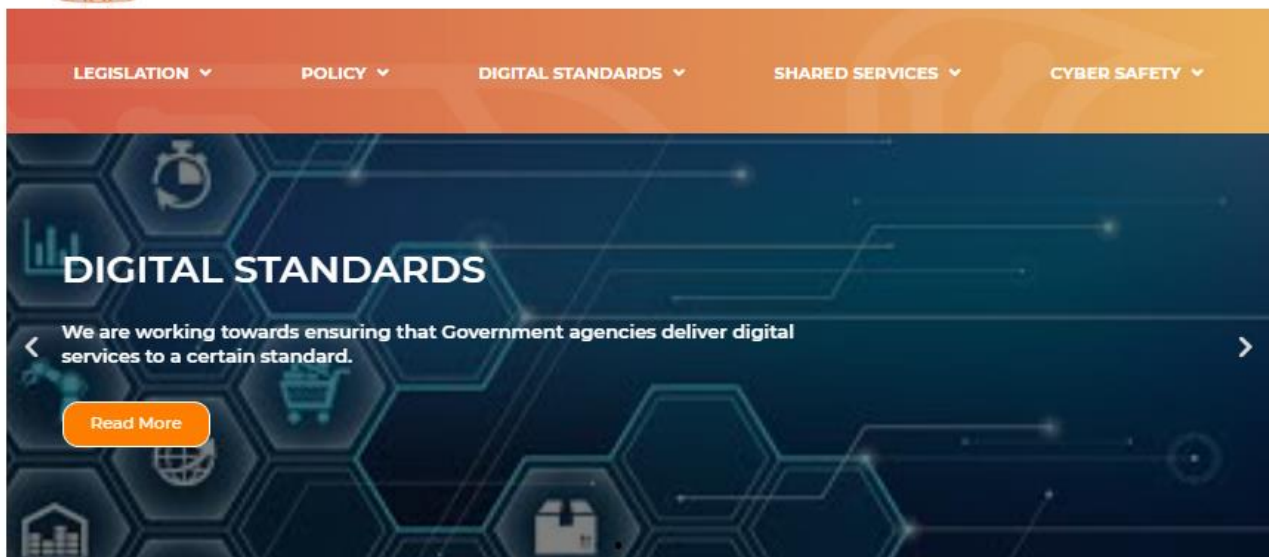 LEGISLATION
POLICY
DIGITAL STANDARDS
SHARED SERVICES
CYBER SAFETY
DIGITAL STANDARDS
We are working towards ensuring that Government agencies deliver digital
services to a certain standard.
Read More